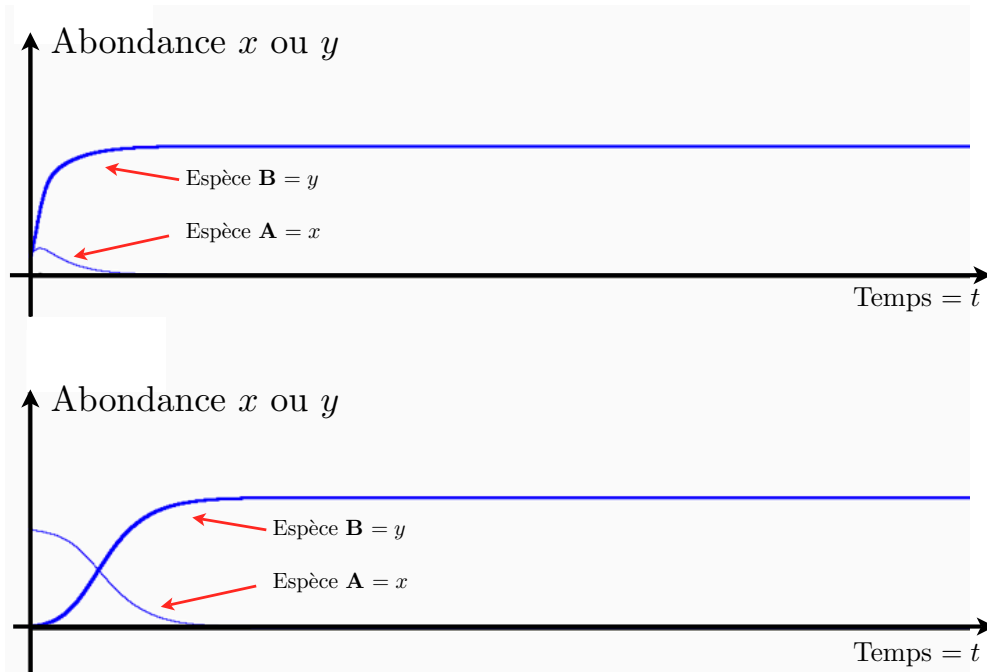 Abondance x ou y
Espèce B = y
Espèce A = x
Temps = t
Abondance x ou y
Espèce B = y
Espèce A = x
Temps = t